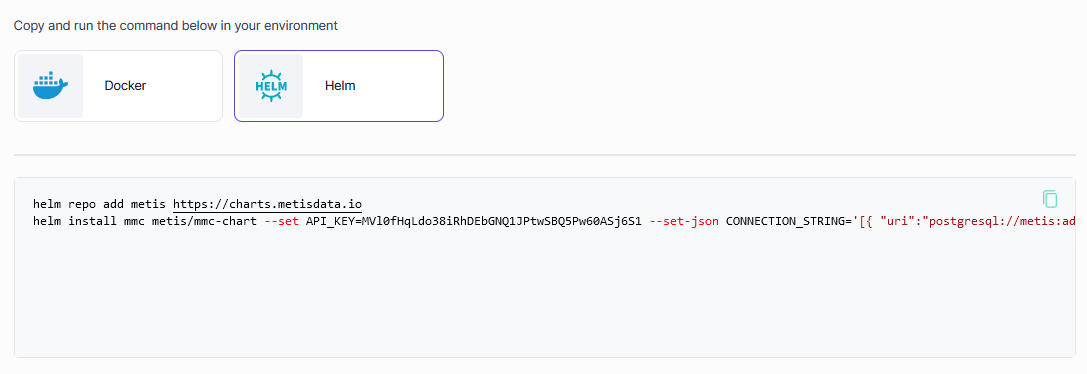 Copy and run the command below in your environment
Docker
HELM
Helm
helm repo add metis https://charts.metisdata.io
helm install mmc metis/mmc-chart --set API_KEY=MVl0fHqLdo38iRhDEbGNQ1JPtwSBQ5Pw60ASj6S1 --set-json CONNECTION_STRING='[{ "uri":"postgresql://metis:ad